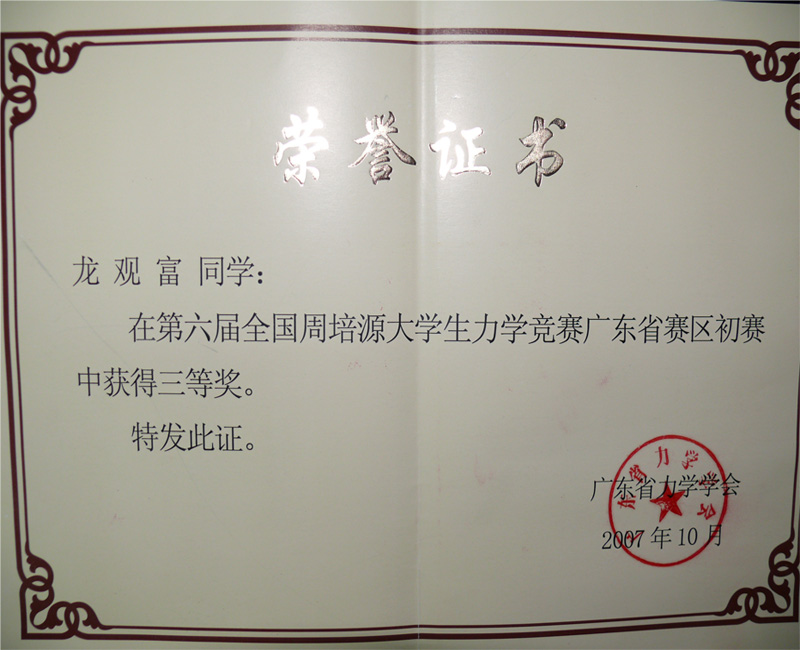 荣誉证书
龙观富同学：
在第六届全国周培源大学生力学竞赛广东省赛区初赛
中获得三等奖。
特发此证。
广东省力学学会
2007年10月